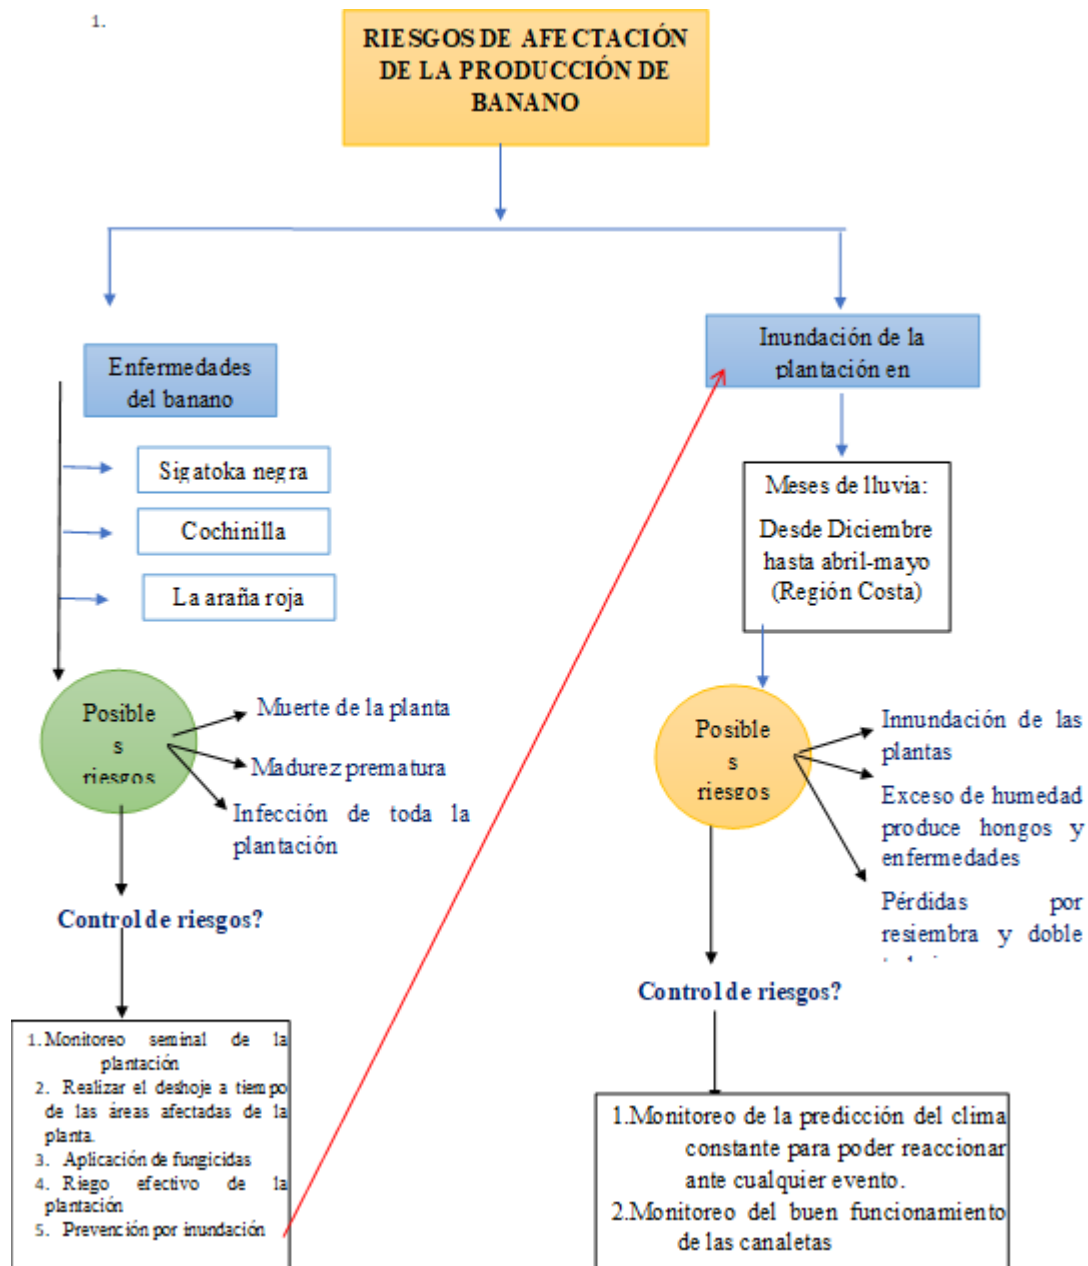 1.
RIESGOS DE AFECTACIÓN
DE LA PRODUCCIÓN DE
BANANO
Enfermedades
del banano
Sigatoka negra
Cochinilla
La araña roja
Posible
s
riesgos
Muerte de la planta
Madurez prematura
Infección de toda la
plantación
Control de riesgos?
1. Monitoreo seminal de la
plantación
2. Realizar el deshoje a tiempo
de las áreas afectadas de la
planta.
3. Aplicación de fungicidas
4. Riego efectivo de la
plantación
5. Prevención por inundación
Inundación de la
plantación en
Meses de lluvia:
Desde Diciembre
hasta abril-mayo
(Región Costa)
Posible
s
riesgos
Innundación de las
plantas
Exceso de humedad
produce hongos y
enfermedades
Pérdidas por
resiembra y doble
Control de riesgos?
1.Monitoreo de la predicción del clima
constante para poder reaccionar
ante cualquier evento.
2.Monitoreo del buen funcionamiento
de las canaletas